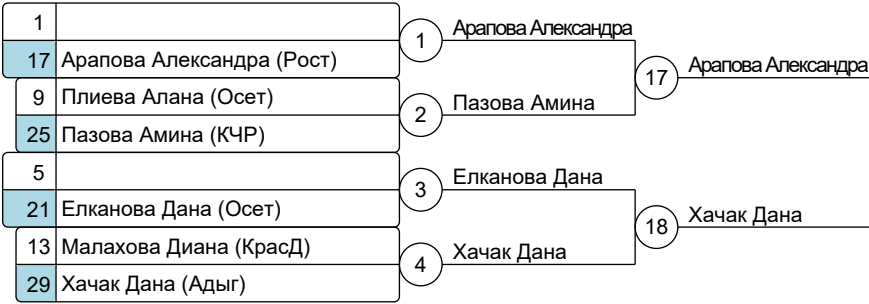 1
17 Арапова Александра (Рост)
9 Плиева Алана (Осет)
25 Пазова Амина (КЧР)
5
21 Елканова Дана (Осет)
13 Малахова Диана (КрасД)
29 Хачак Дана (Адыг)
1 Арапова Александра
2 Пазова Амина
3 Елканова Дана
4 Хачак Дана
17 Арапова Александра
18 Хачак Дана